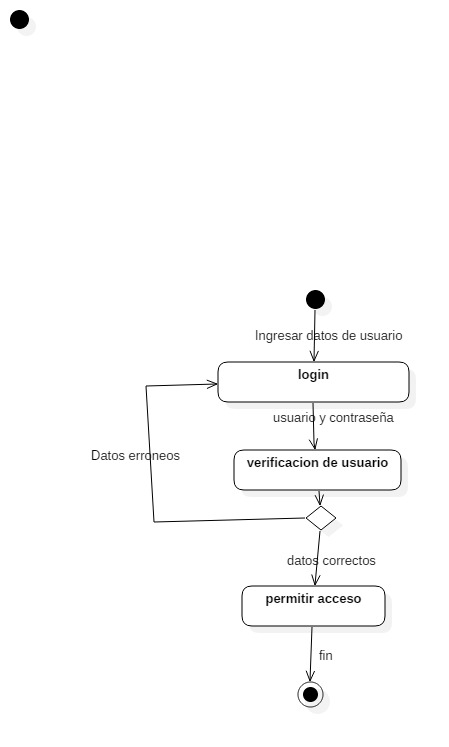 Ingresar datos de usuario
login
usuario y contraseña
Datos erroneos
verificacion de usuario
datos correctos
permitir acceso
fin